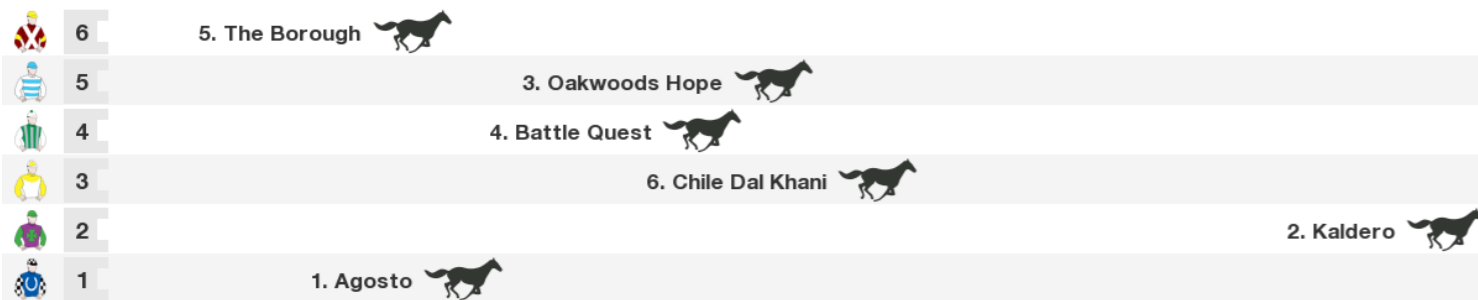 6 5. The Borough
5 3. Oakwoods Hope
4 4. Battle Quest
3 6. Chile Dal Khani
2 2. Kaldero
1 1. Agosto